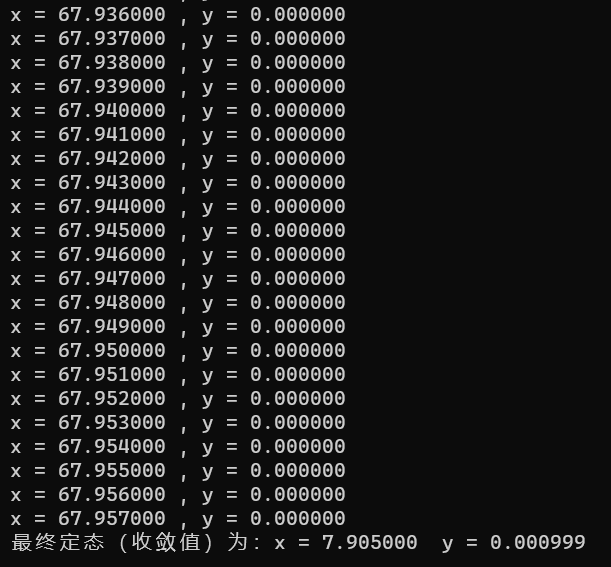 x = 67.936000 , y = 0.000000
x = 67.937000 , y = 0.000000
x = 67.938000 , y = 0.000000
x = 67.939000 , y = 0.000000
x = 67.940000 , y = 0.000000
x = 67.941000 , y = 0.000000
x = 67.942000 , y = 0.000000
x = 67.943000 , y = 0.000000
x = 67.944000 , y = 0.000000
x = 67.945000 , y = 0.000000
x = 67.946000 , y = 0.000000
x = 67.947000 , y = 0.000000
x = 67.948000 , y = 0.000000
x = 67.949000 , y = 0.000000
x = 67.950000 , y = 0.000000
x = 67.951000 , y = 0.000000
x = 67.952000 , y = 0.000000
x = 67.953000 , y = 0.000000
x = 67.954000 , y = 0.000000
x = 67.955000 , y = 0.000000
x = 67.956000 , y = 0.000000
x = 67.957000 , y = 0.000000
最终定态（收敛值）为：x = 7.905000  y = 0.000999